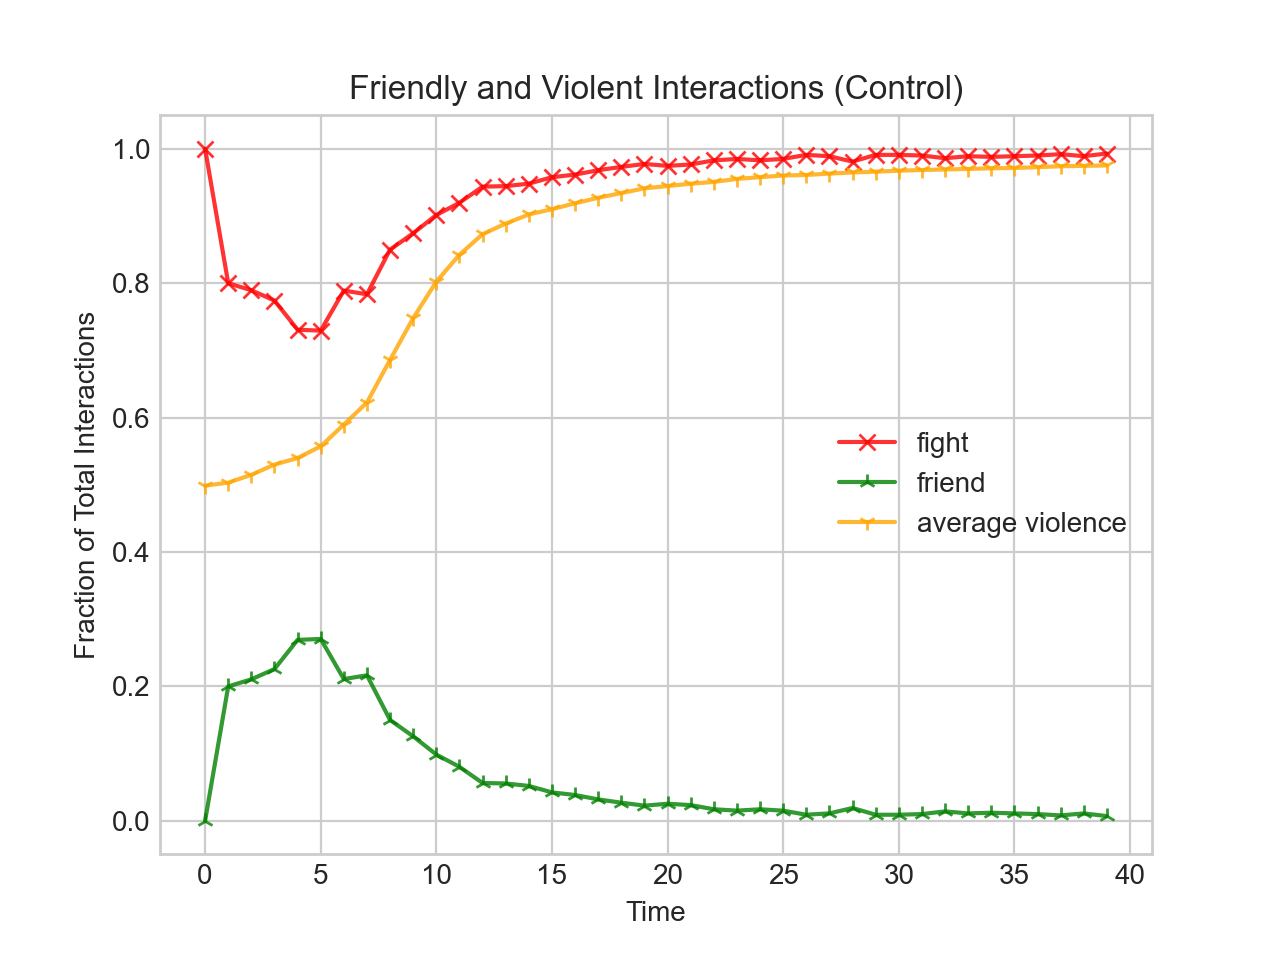 Friendly and Violent Interactions (Control)
Fraction of Total Interactions
1.0
0.8
0.6
0.4
0.2
0.0
fight
friend
average violence
0 5 10 15 20 25 30 35 40
Time